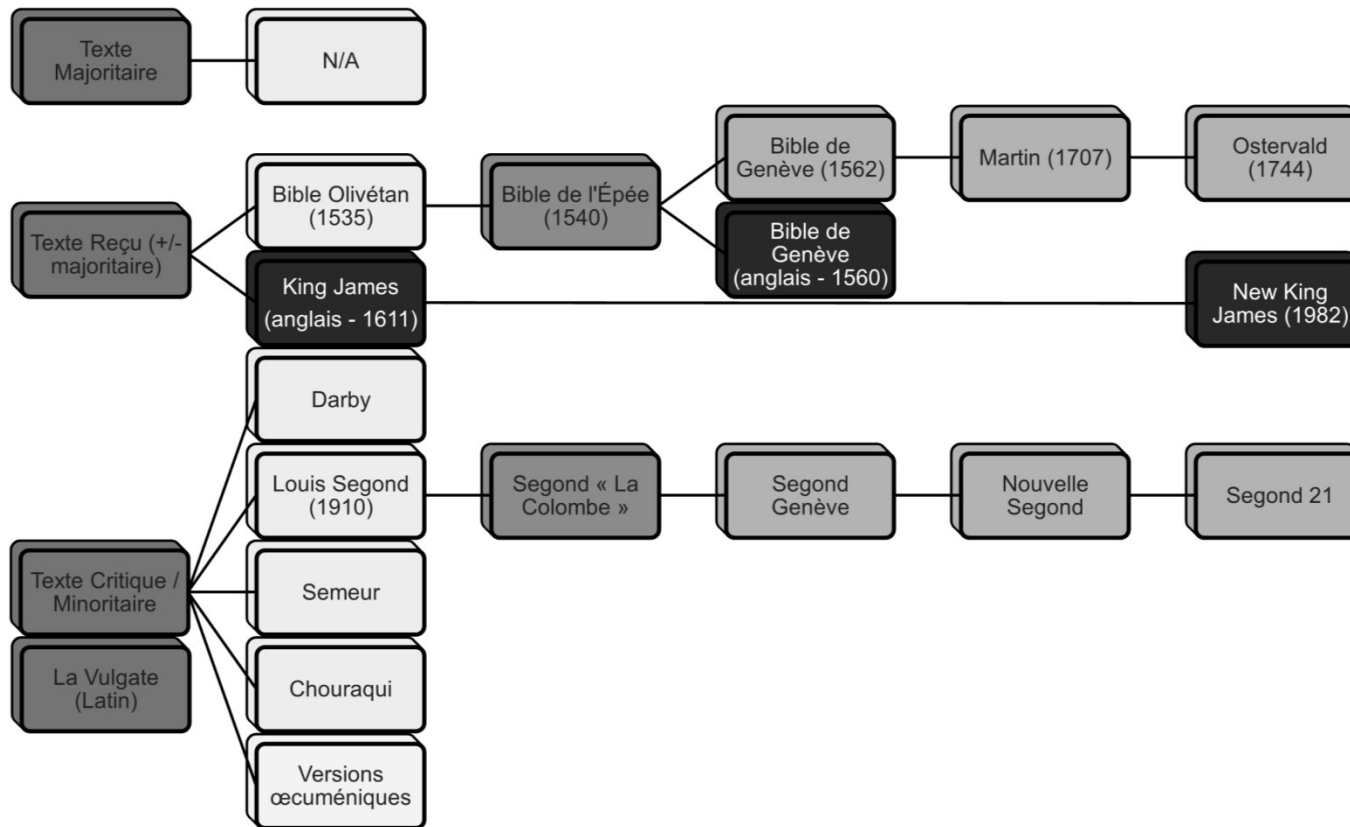 Texte
Majoritaire
N/A
Bible Olivétan
(1535)
Bible de l'Épée
(1540)
Bible de
Genève (1562)
Martin (1707)
Ostervald
(1744)
Texte Reçu (+/-
majoritaire)
Bible de
Genève
(anglais - 1560)
King James
(anglais - 1611)
New King
James (1982)
Darby
Louis Segond
(1910)
Segond « La
Colombe »
Segond
Genève
Nouvelle
Segond
Segond 21
Texte Critique /
Minoritaire
Semeur
La Vulgate
(Latin)
Chouraqui
Versions
œcuméniques